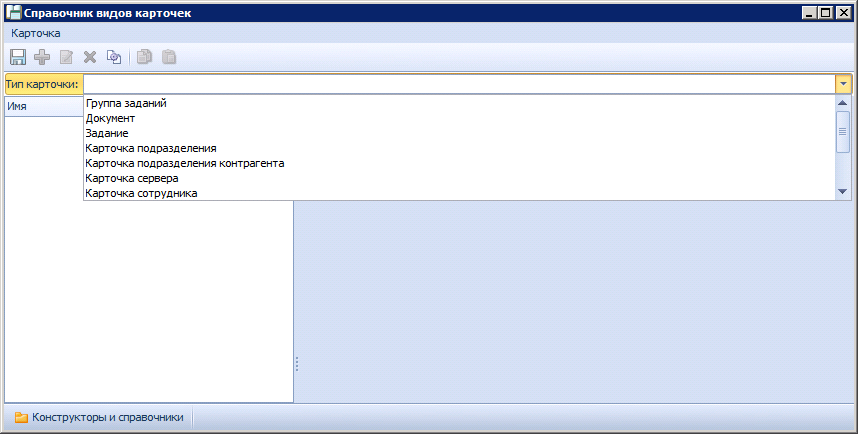 Справочник видов карточек
Карточка
Тип карточки:
Имя
Группа заданий
Документ
Задание
Карточка подразделения
Карточка подразделения контрагента
Карточка сервера
Карточка сотрудника
Конструкторы и справочники